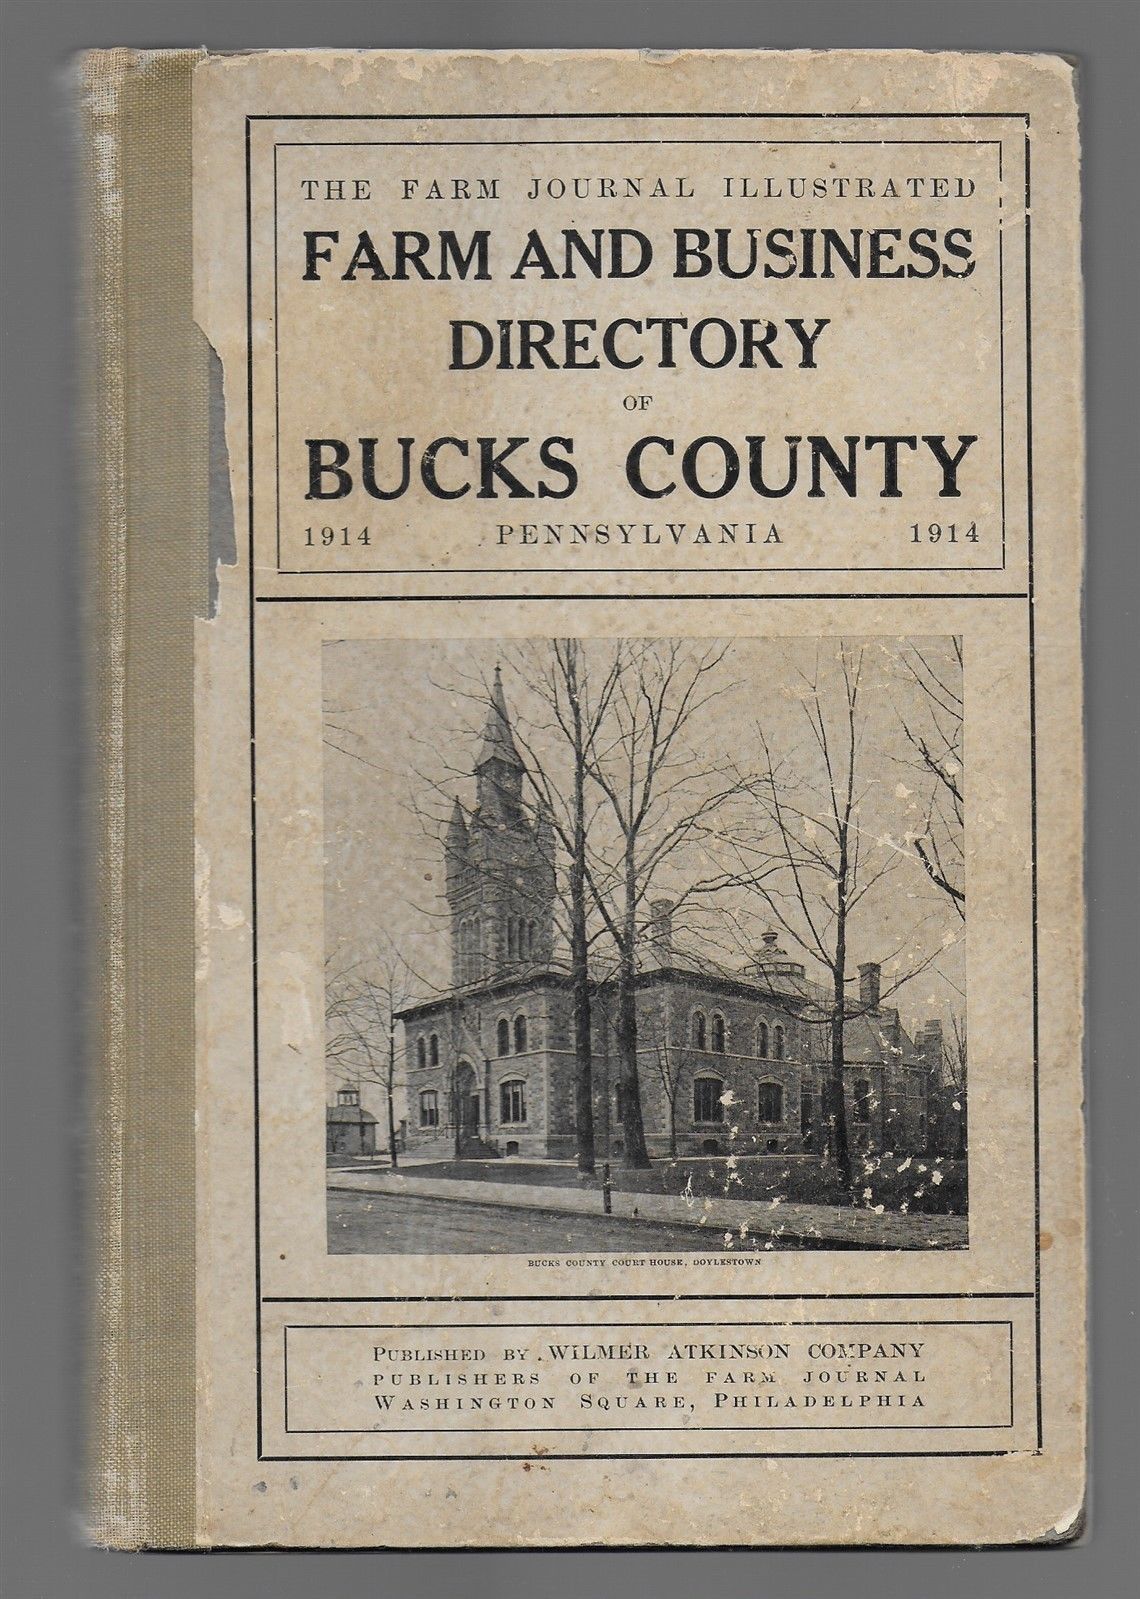 THE FARM JOURNAL ILLUSTRATED
FARM AND BUSINESS
DIRECTORY
OF
BUCKS COUNTY
1914 PENNSYLVANIA 1914
BUCKS COUNTY COURT HOUSE, DOYLESTOWN
PUBLISHED BY WILMER ATKINSON COMPANY
PUBLISHERS OF THE FARM JOURNAL
WASHINGTON SQUARE, PHILADELPHIA